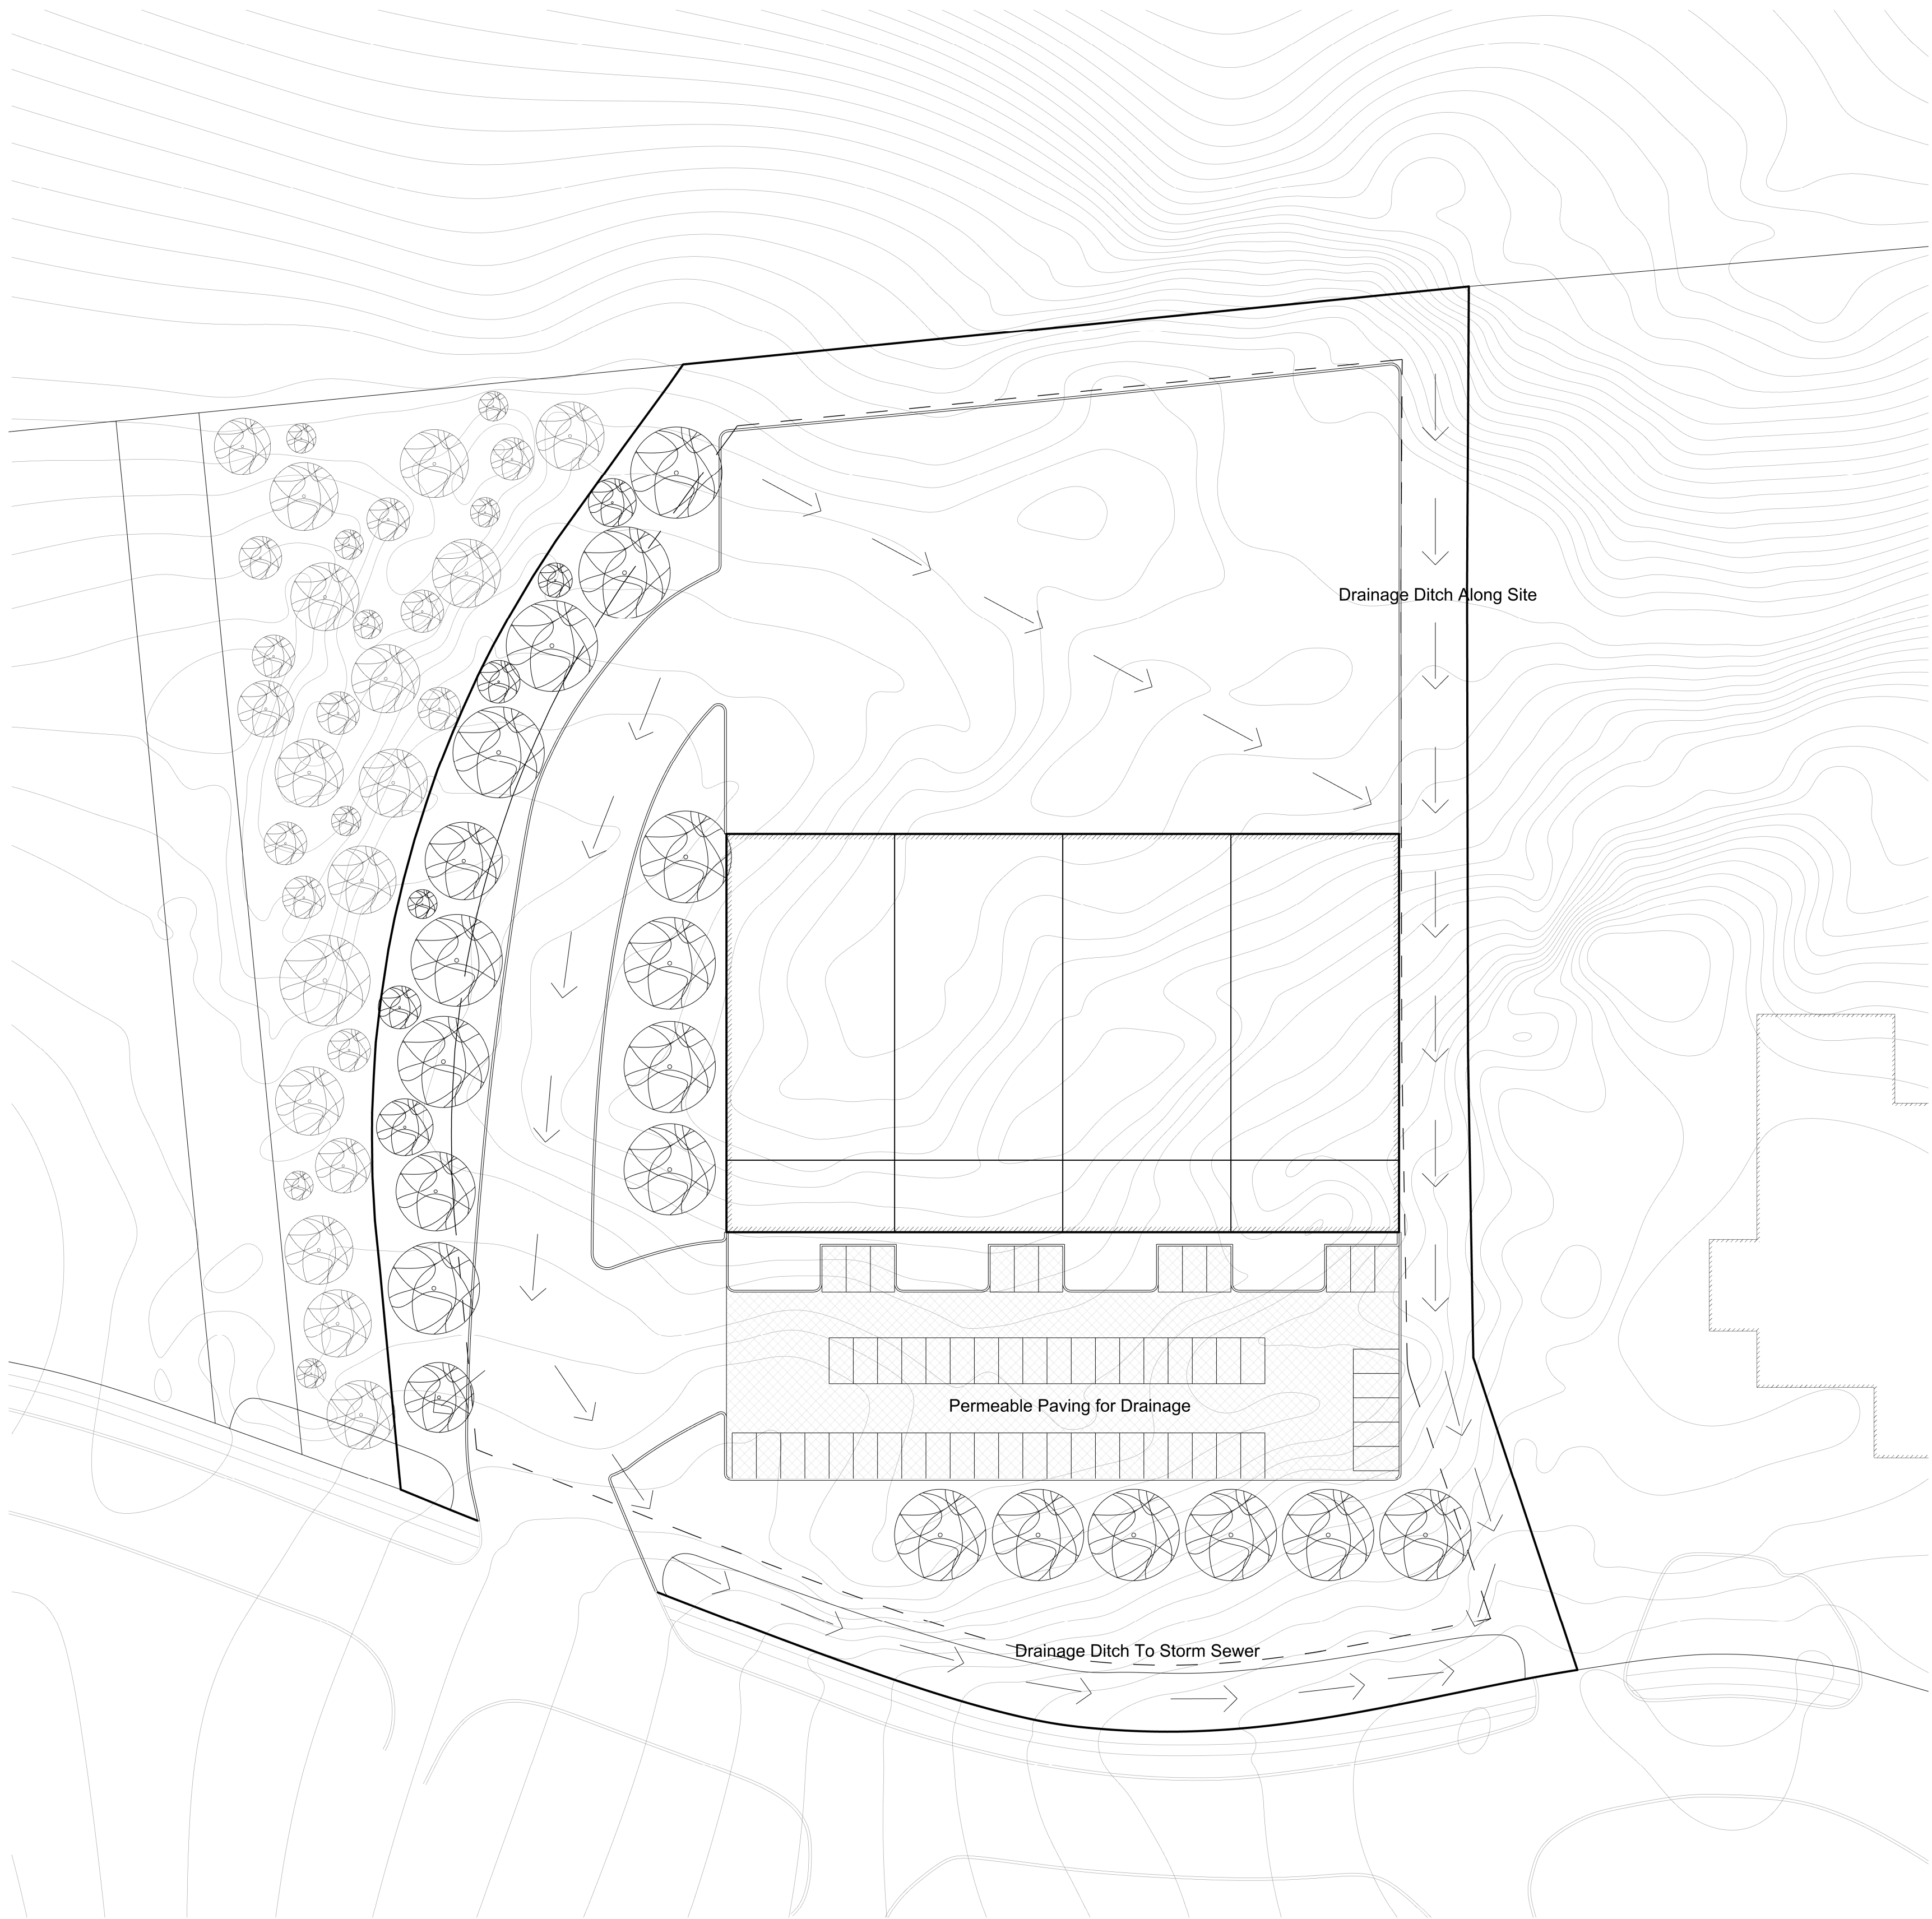 Drainage Ditch Along Site
Permeable Paving for Drainage
Drainage Ditch To Storm Sewer